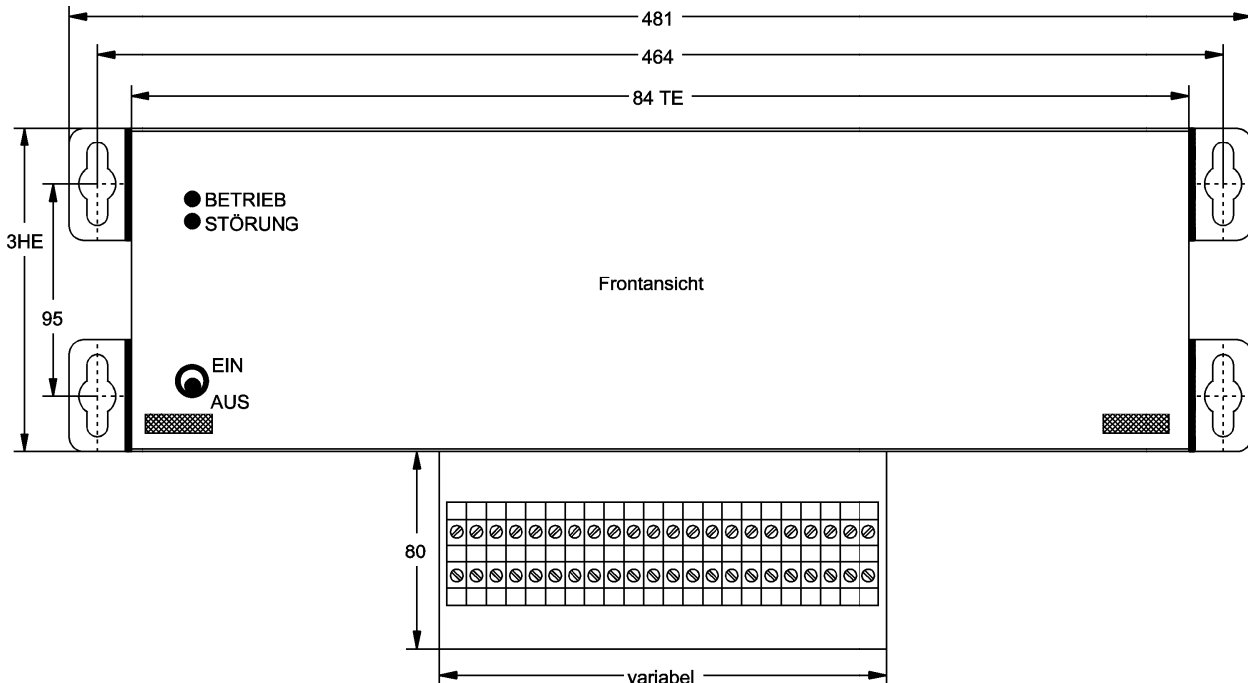 481
464
84 TE
BETRIEB
STÖRUNG
3HE
Frontansicht
95
EIN
AUS
80
variabel